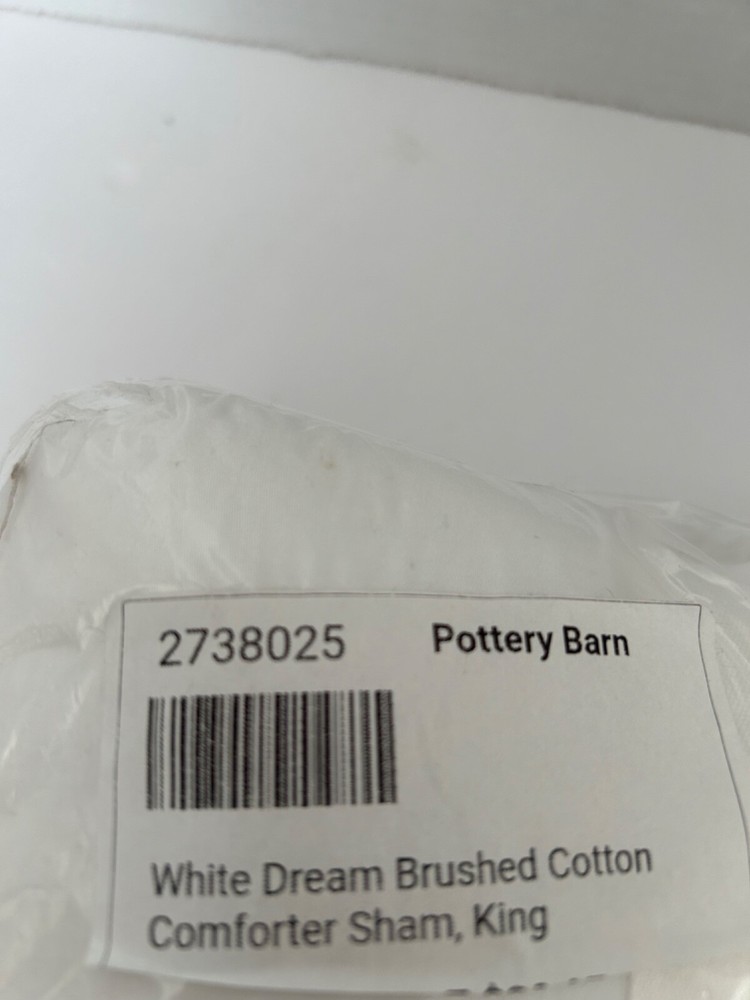 2738025 Pottery Barn
White Dream Brushed Cotton
Comforter Sham, King